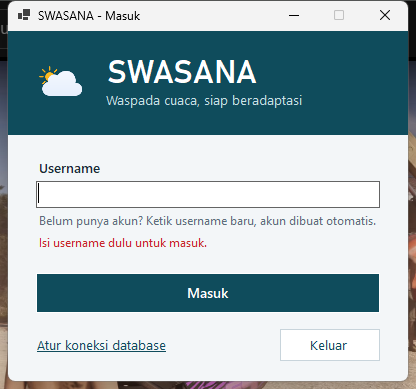 SWASANA - Masuk
SWASANA
Waspada cuaca, siap beradaptasi
Username
Belum punya akun? Ketik username baru, akun dibuat otomatis.
Isi username dulu untuk masuk.
Masuk
Atur koneksi database
Keluar